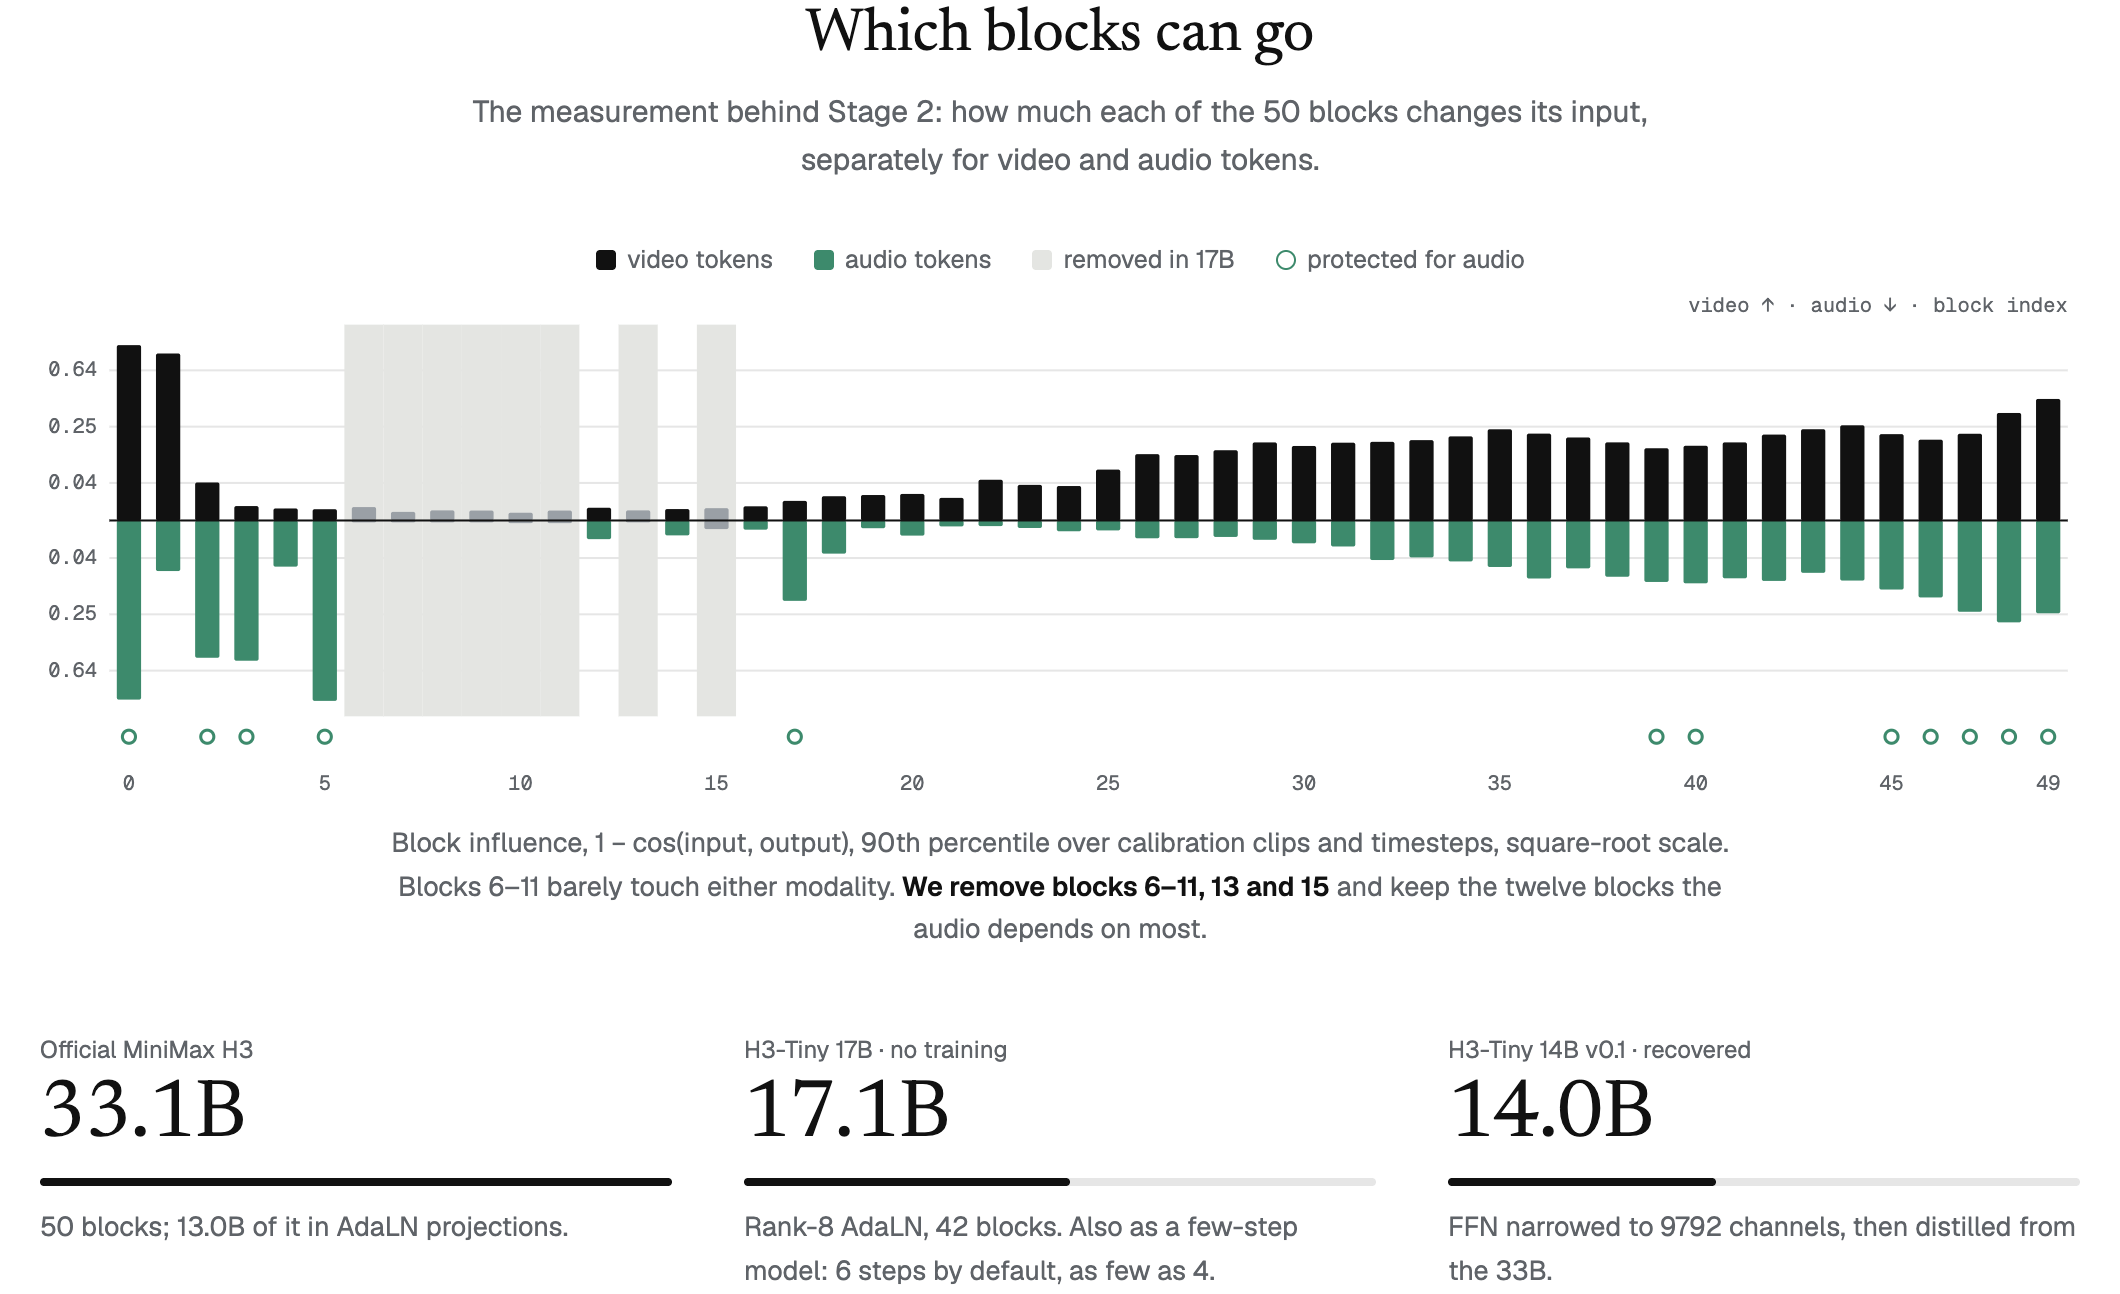 Which blocks can go
The measurement behind Stage 2: how much each of the 50 blocks changes its input,
separately for video and audio tokens.
video tokens
audio tokens
removed in 17B
protected for audio
video ↑ · audio ↓ · block index
0.64
0.25
0.04
0.04
0.25
0.64
0 5 10 15 20 25 30 35 40 45 49
Block influence, 1 – cos(input, output), 90th percentile over calibration clips and timesteps, square-root scale.
Blocks 6–11 barely touch either modality. We remove blocks 6–11, 13 and 15 and keep the twelve blocks the
audio depends on most.
Official MiniMax H3
33.1B
50 blocks; 13.0B of it in AdaLN projections.
H3-Tiny 17B · no training
17.1B
Rank-8 AdaLN, 42 blocks. Also as a few-step
model: 6 steps by default, as few as 4.
H3-Tiny 14B v0.1 · recovered
14.0B
FFN narrowed to 9792 channels, then distilled from
the 33B.